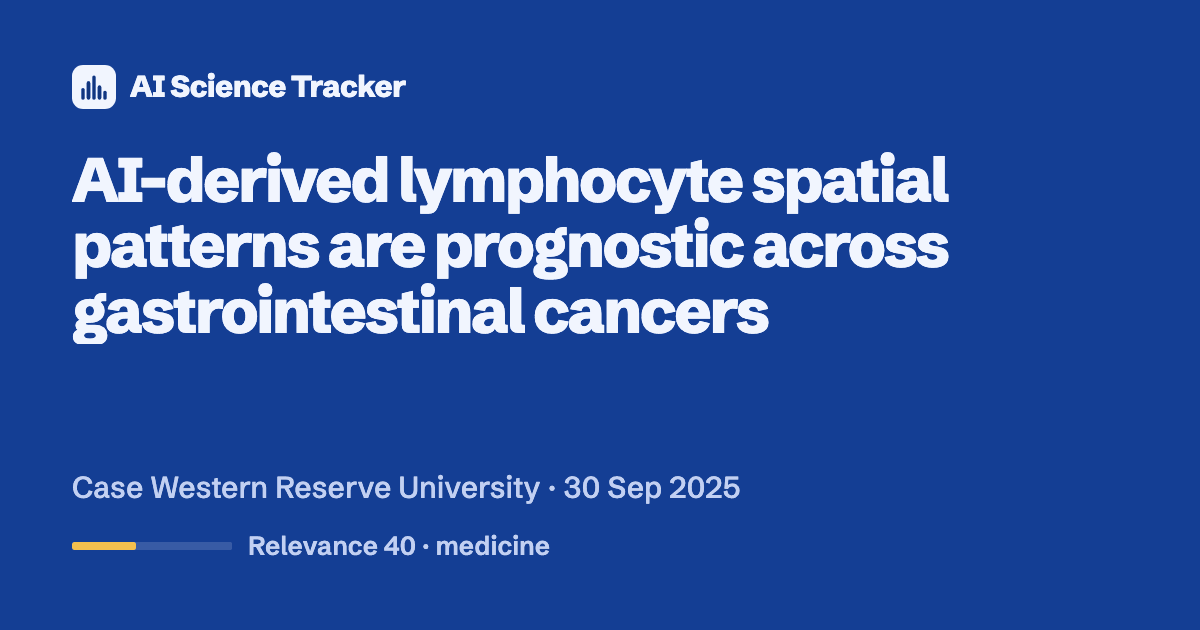 AI Science Tracker
AI-derived lymphocyte spatial
patterns are prognostic across
gastrointestinal cancers
Case Western Reserve University · 30 Sep 2025
Relevance 40 · medicine